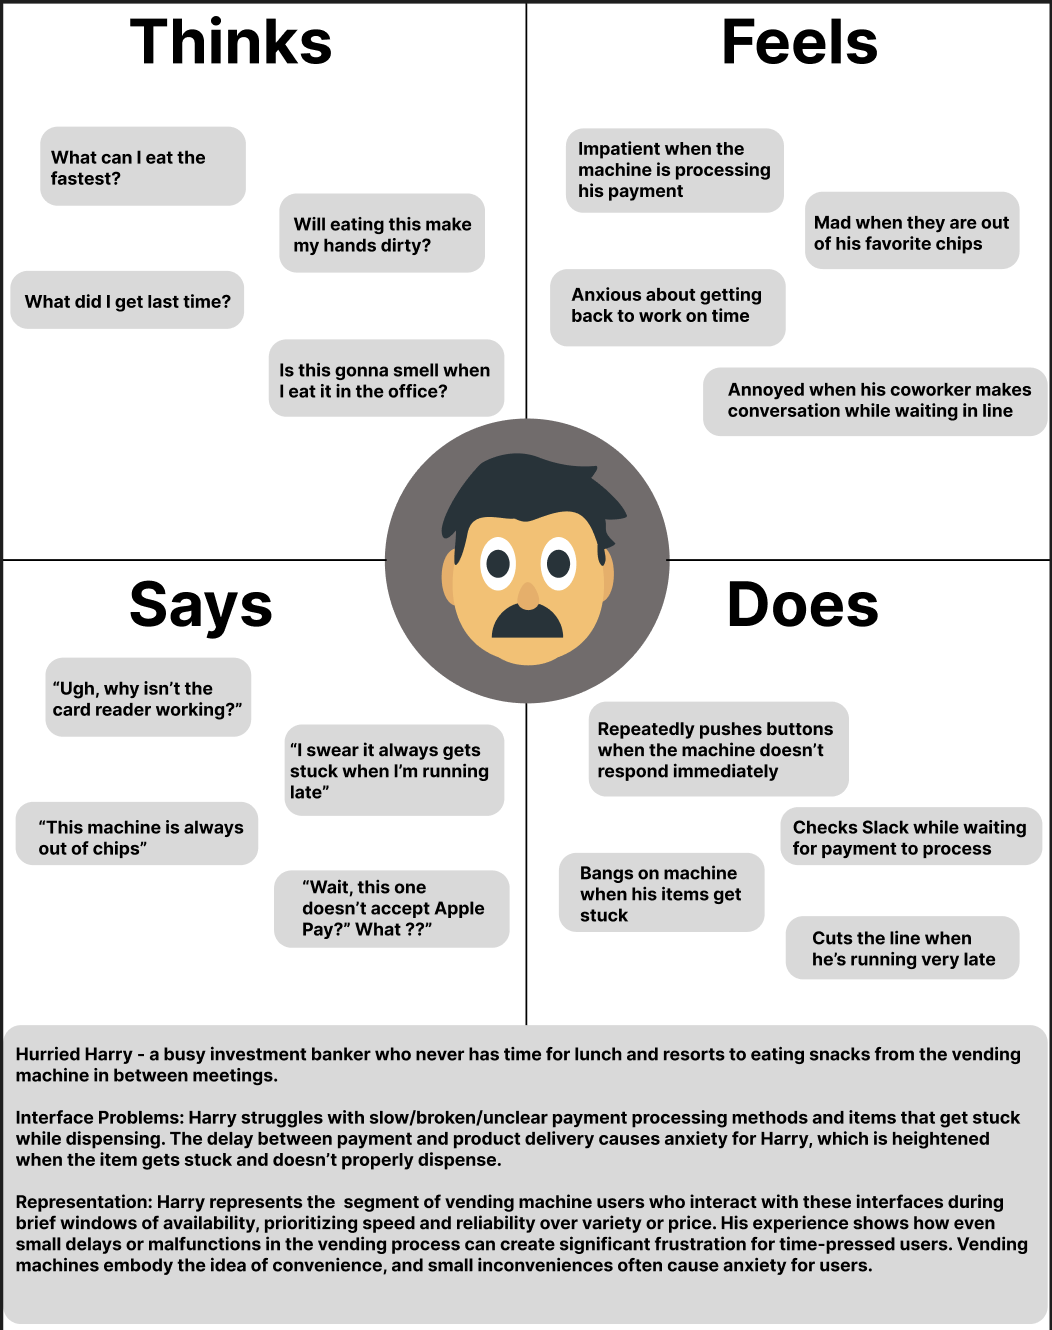 Thinks
What can I eat the
fastest?
Will eating this make
my hands dirty?
What did I get last time?
Is this gonna smell when
I eat it in the office?
Feels
Impatient when the
machine is processing
his payment
Mad when they are out
of his favorite chips
Anxious about getting
back to work on time
Annoyed when his coworker makes
conversation while waiting in line
Says
“Ugh, why isn’t the
card reader working?”
“I swear it always gets
stuck when I’m running
late”
“This machine is always
out of chips”
“Wait, this one
doesn’t accept Apple
Pay?” What ??”
Does
Repeatedly pushes buttons
when the machine doesn’t
respond immediately
Checks Slack while waiting
for payment to process
Bangs on machine
when his items get
stuck
Cuts the line when
he’s running very late
Hurried Harry - a busy investment banker who never has time for lunch and resorts to eating snacks from the vending
machine in between meetings.
Interface Problems: Harry struggles with slow/broken/unclear payment processing methods and items that get stuck
while dispensing. The delay between payment and product delivery causes anxiety for Harry, which is heightened
when the item gets stuck and doesn’t properly dispense.
Representation: Harry represents the  segment of vending machine users who interact with these interfaces during
brief windows of availability, prioritizing speed and reliability over variety or price. His experience shows how even
small delays or malfunctions in the vending process can create significant frustration for time-pressed users. Vending
machines embody the idea of convenience, and small inconveniences often cause anxiety for users.